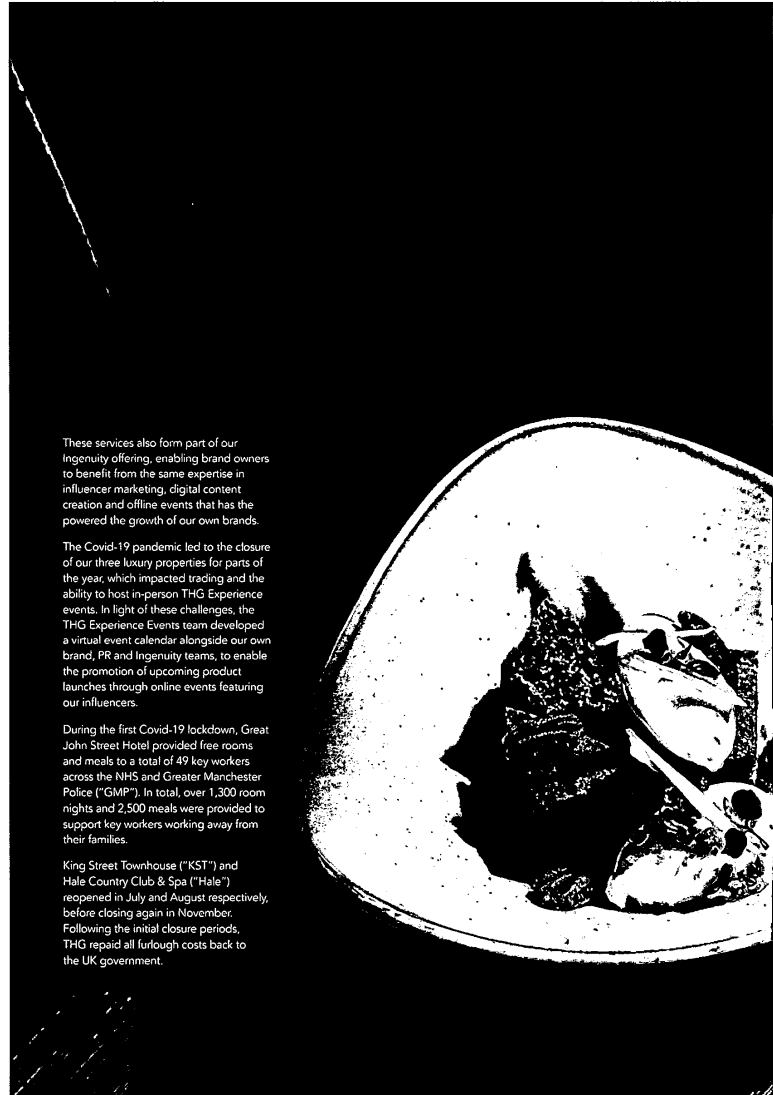 These services also form part of our
Ingenuity offering, enabling brand owners
to benefit from the same expertise in
influencer marketing, digital content
creation and offline events that has the
powered the growth of our own brands.
The Covid-19 pandemic led to the closure
of our three luxury properties for parts of
the year, which impacted trading and the
ability to host in-person THG Experience
events. In light of these challenges, the
THG Experience Events team developed
a virtual event calendar alongside our own
brand, PR and Ingenuity teams, to enable
the promotion of upcoming product
launches through online events featuring
our influencers.
During the first Covid-19 lockdown, Great
John Street Hotel provided free rooms
and meals to a total of 49 key workers
across the NHS and Greater Manchester
Police ("GMP"). In total, over 1,300 room
nights and 2,500 meals were provided to
support key workers working away from
their families.
King Street Townhouse ("KST") and
Hale Country Club & Spa ("Hale")
reopened in July and August respectively,
before closing again in November.
Following the initial closure periods,
THG repaid all furlough costs back to
the UK government.